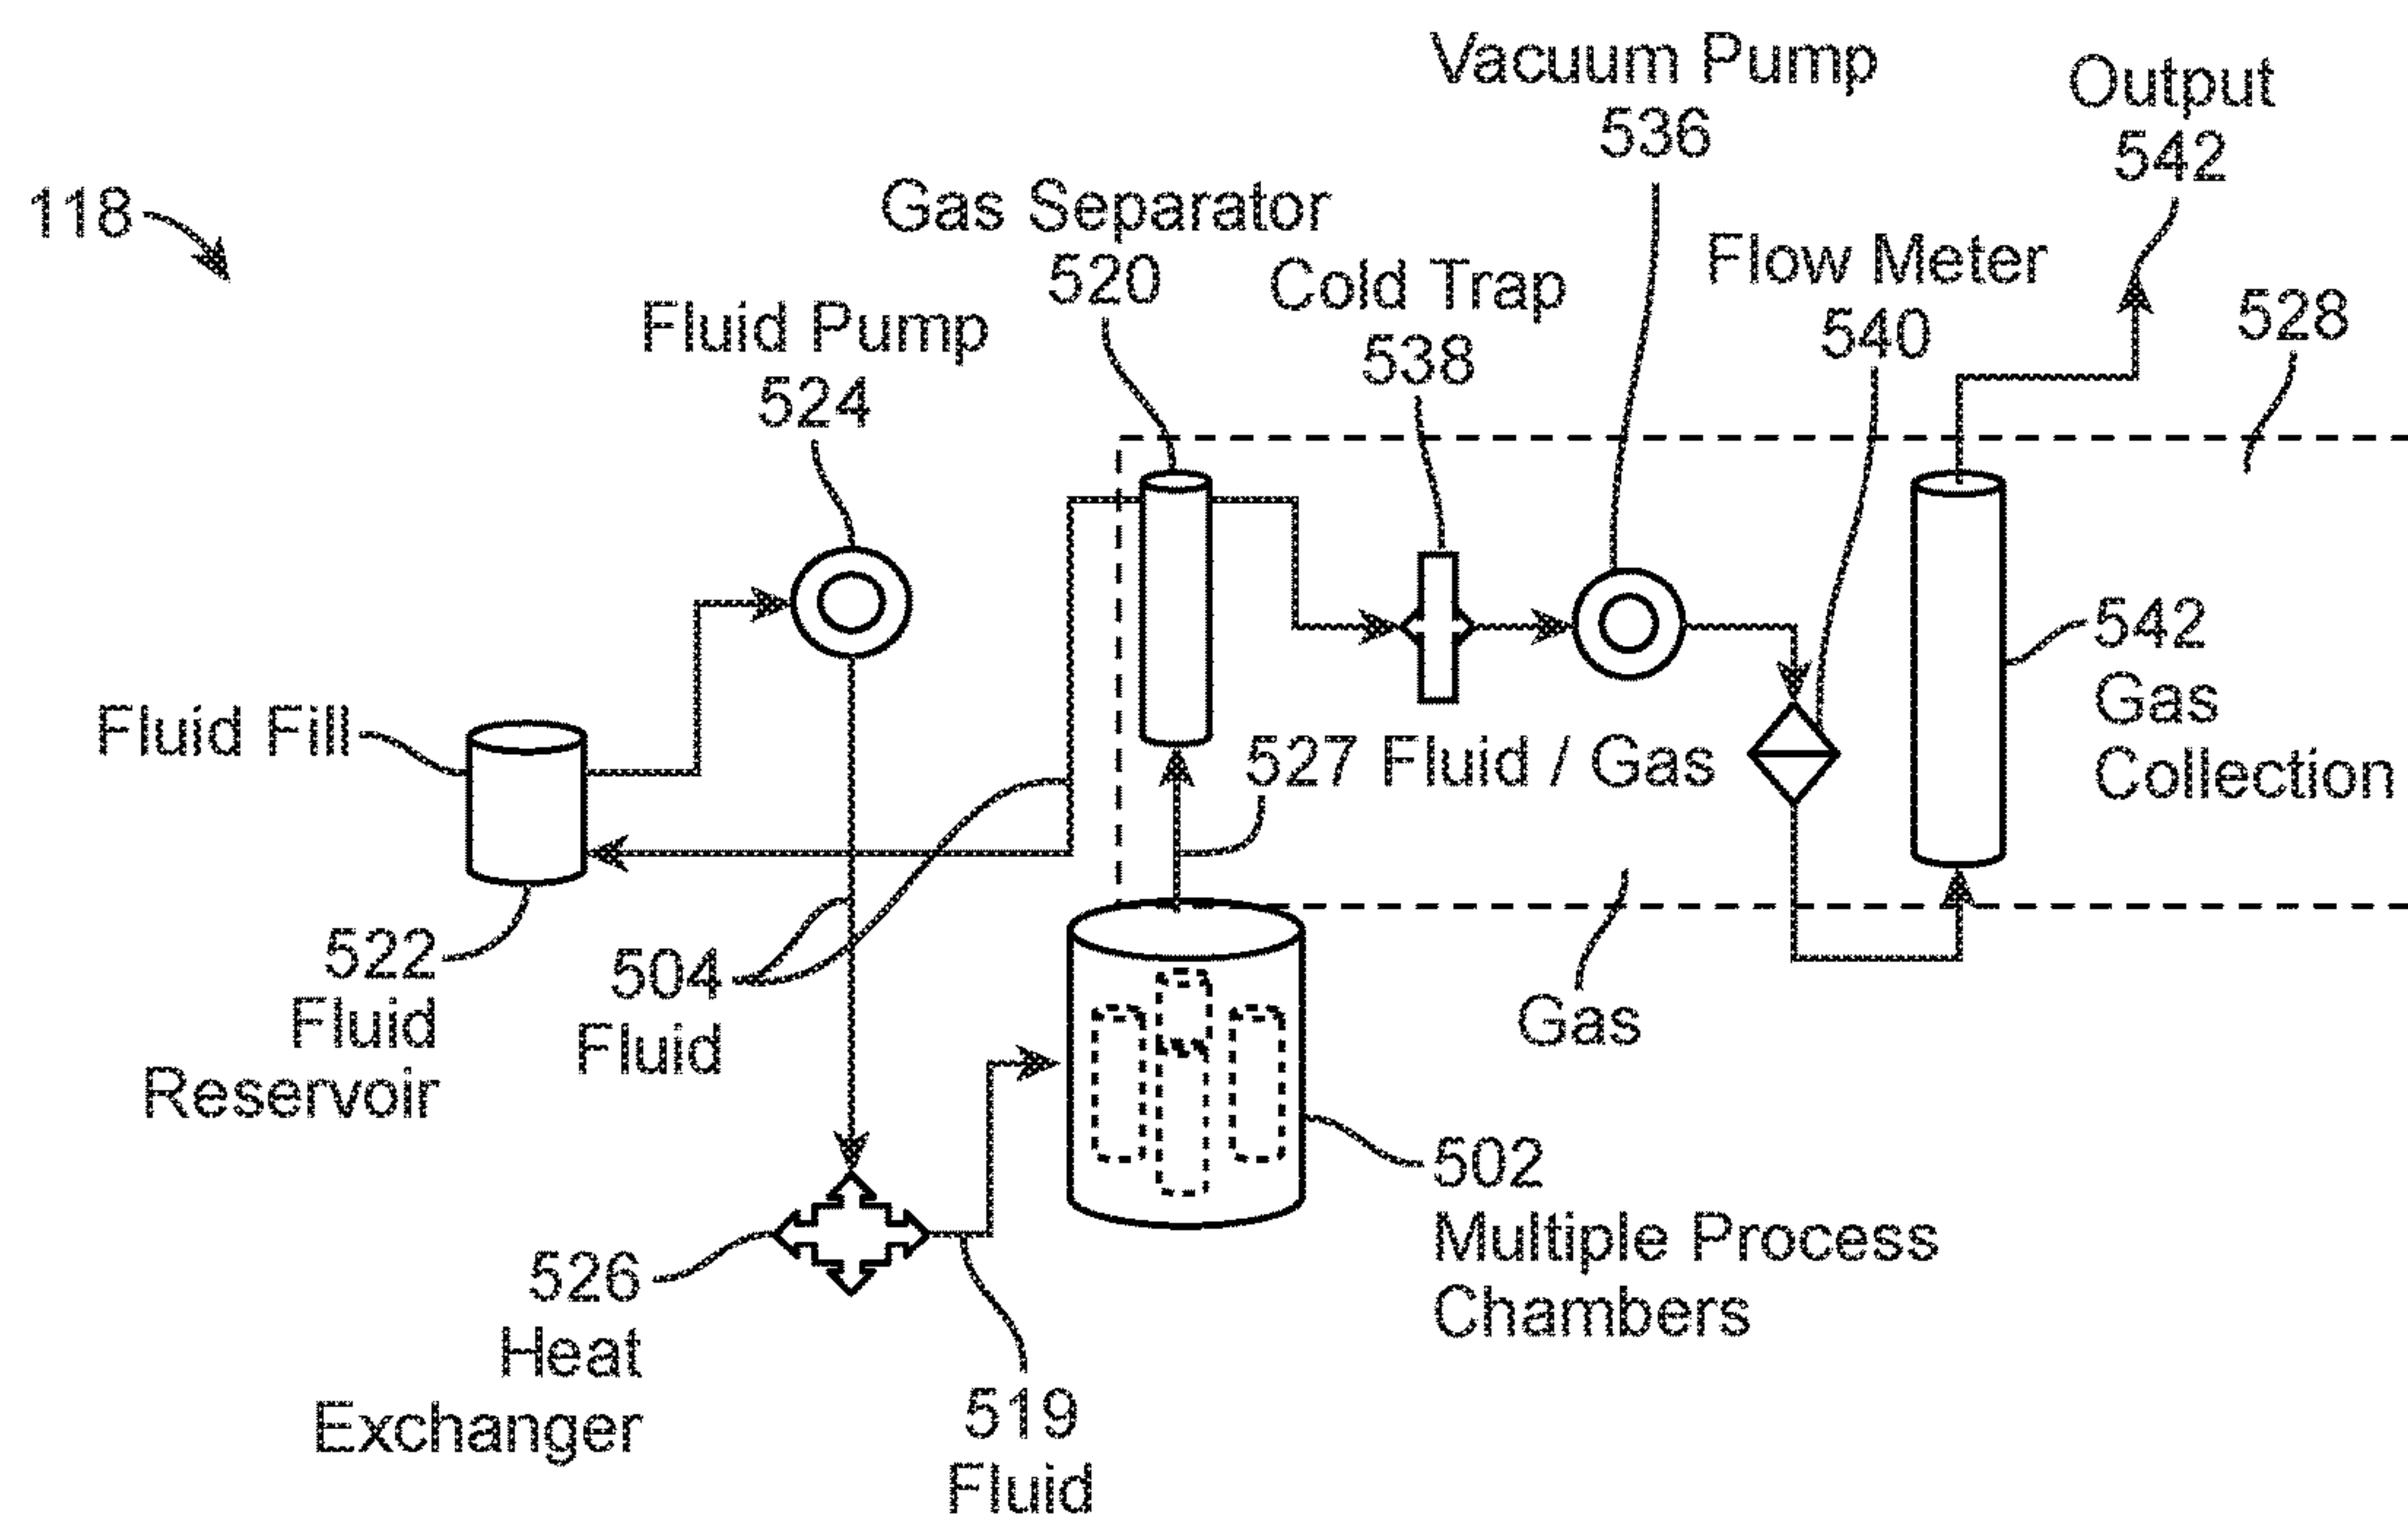 Vacuum Pump
536
Output
542
118
Gas Separator
520
Cold Trap
538
Flow Meter
540
528
Fluid Pump
524
Fluid Fill
527 Fluid / Gas
542
Gas
Collection
522
Fluid
Reservoir
504
Fluid
Gas
502
Multiple Process
Chambers
526
Heat
Exchanger
519
Fluid